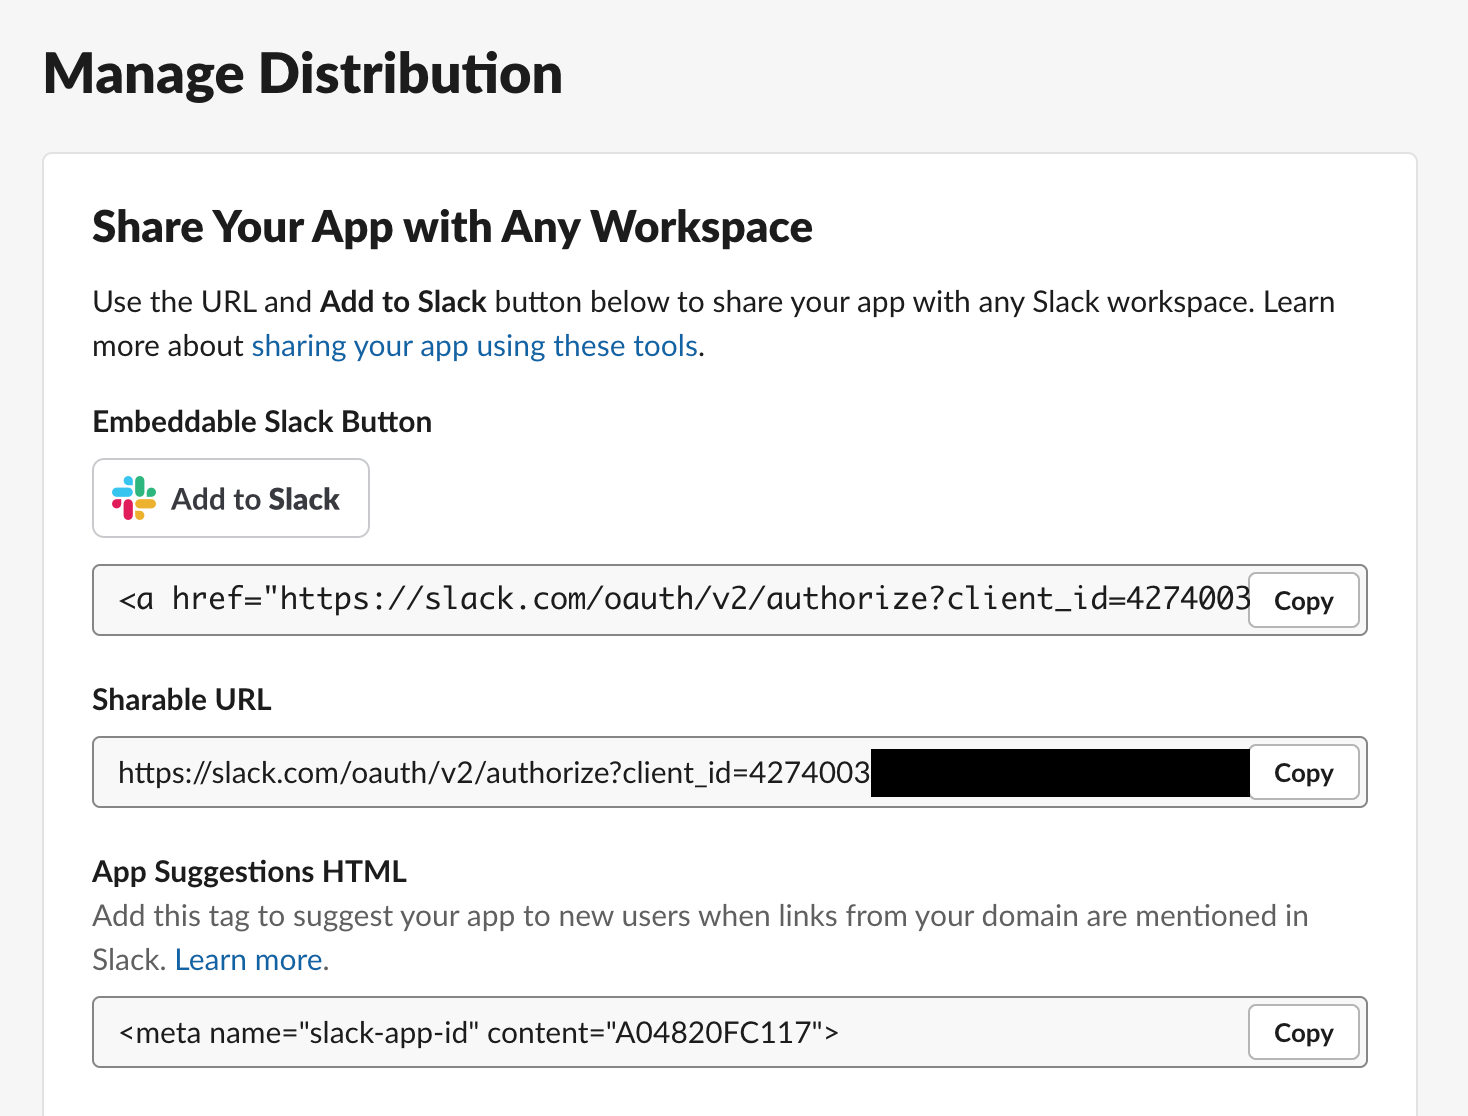 Manage Distribution
Share Your App with Any Workspace
Use the URL and Add to Slack button below to share your app with any Slack workspace. Learn
more about sharing your app using these tools.
Embeddable Slack Button
Add to Slack
<a href="https://slack.com/oauth/v2/authorize?client_id=4274003
Copy
Sharable URL
https://slack.com/oauth/v2/authorize?client_id=4274003
Copy
App Suggestions HTML
Add this tag to suggest your app to new users when links from your domain are mentioned in
Slack. Learn more.
<meta name="slack-app-id" content="A04820FC117">
Copy